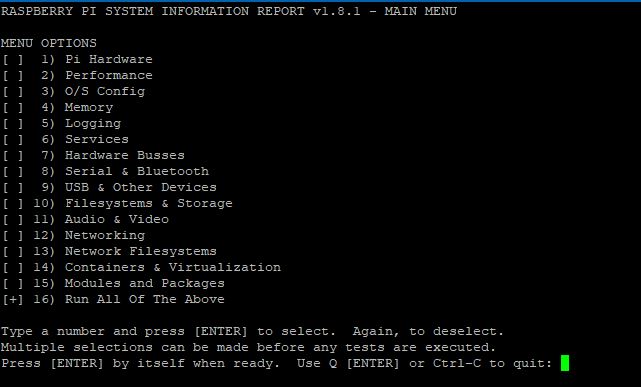 RASPBERRY PI SYSTEM INFORMATION REPORT v1.8.1 - MAIN MENU
MENU OPTIONS
[ ]  1) Pi Hardware
[ ]  2) Performance
[ ]  3) O/S Config
[ ]  4) Memory
[ ]  5) Logging
[ ]  6) Services
[ ]  7) Hardware Busses
[ ]  8) Serial & Bluetooth
[ ]  9) USB & Other Devices
[ ] 10) Filesystems & Storage
[ ] 11) Audio & Video
[ ] 12) Networking
[ ] 13) Network Filesystems
[ ] 14) Containers & Virtualization
[ ] 15) Modules and Packages
[+] 16) Run All Of The Above
Type a number and press [ENTER] to select.  Again, to deselect.
Multiple selections can be made before any tests are executed.
Press [ENTER] by itself when ready.  Use Q [ENTER] or Ctrl-C to quit: